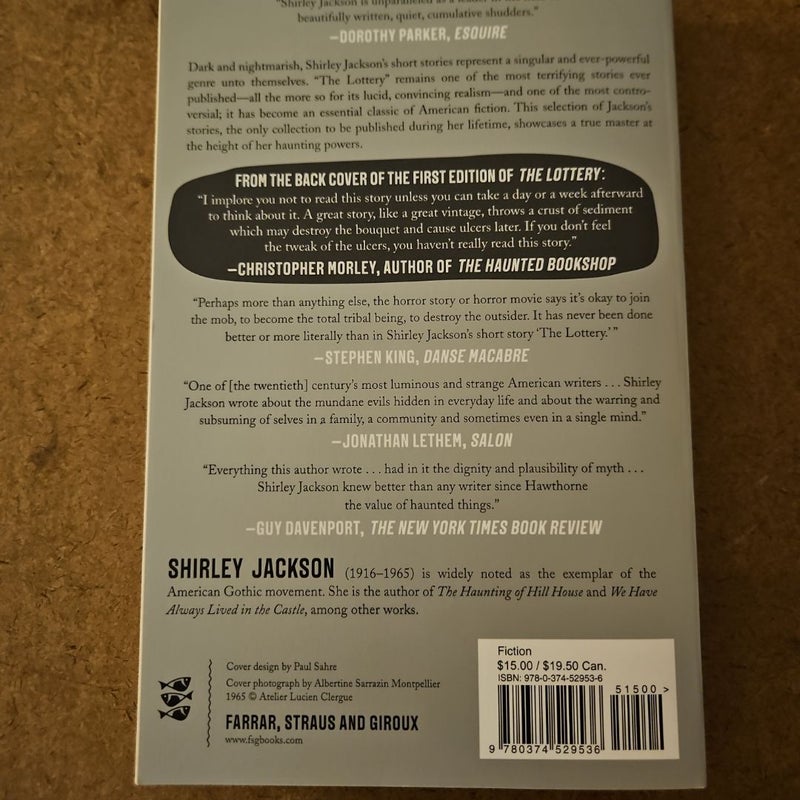 "Shirley Jackson is unparalleled as a leader in
beautifully written, quiet, cumulative shudders."
—DOROTHY PARKER, ESQUIRE
Dark and nightmarish, Shirley Jackson's short stories represent a singular and ever-powerful
genre unto themselves. "The Lottery" remains one of the most terrifying stories ever
published—all the more so for its lucid, convincing realism—and one of the most contro-
versial; it has become an essential classic of American fiction. This selection of Jackson's
stories, the only collection to be published during her lifetime, showcases a true master at
the height of her haunting powers.
FROM THE BACK COVER OF THE FIRST EDITION OF THE LOTTERY:
"I implore you not to read this story unless you can take a day or a week afterward
to think about it. A great story, like a great vintage, throws a crust of sediment
which may destroy the bouquet and cause ulcers later. If you don't feel
the tweak of the ulcers, you haven't really read this story."
—CHRISTOPHER MORLEY, AUTHOR OF THE HAUNTED BOOKSHOP
"Perhaps more than anything else, the horror story or horror movie says it's okay to join
the mob, to become the total tribal being, to destroy the outsider. It has never been done
better or more literally than in Shirley Jackson's short story 'The Lottery.'"
—STEPHEN KING, DANSE MACABRE
"One of [the twentieth] century's most luminous and strange American writers . . . Shirley
Jackson wrote about the mundane evils hidden in everyday life and about the warring and
subsuming of selves in a family, a community and sometimes even in a single mind."
—JONATHAN LETHEM, SALON
"Everything this author wrote . . . had in it the dignity and plausibility of myth . . .
Shirley Jackson knew better than any writer since Hawthorne
the value of haunted things."
—GUY DAVENPORT, THE NEW YORK TIMES BOOK REVIEW
SHIRLEY JACKSON (1916–1965) is widely noted as the exemplar of the
American Gothic movement. She is the author of The Haunting of Hill House and We Have
Always Lived in the Castle, among other works.
Cover design by Paul Sahre
Cover photograph by Albertine Sarrazin Montpellier
1965 © Atelier Lucien Clergue
FARRAR, STRAUS AND GIROUX
www.fsgbooks.com
Fiction
$15.00 / $19.50 Can.
ISBN: 978-0-374-52953-6
51500 >
9 780374 529536